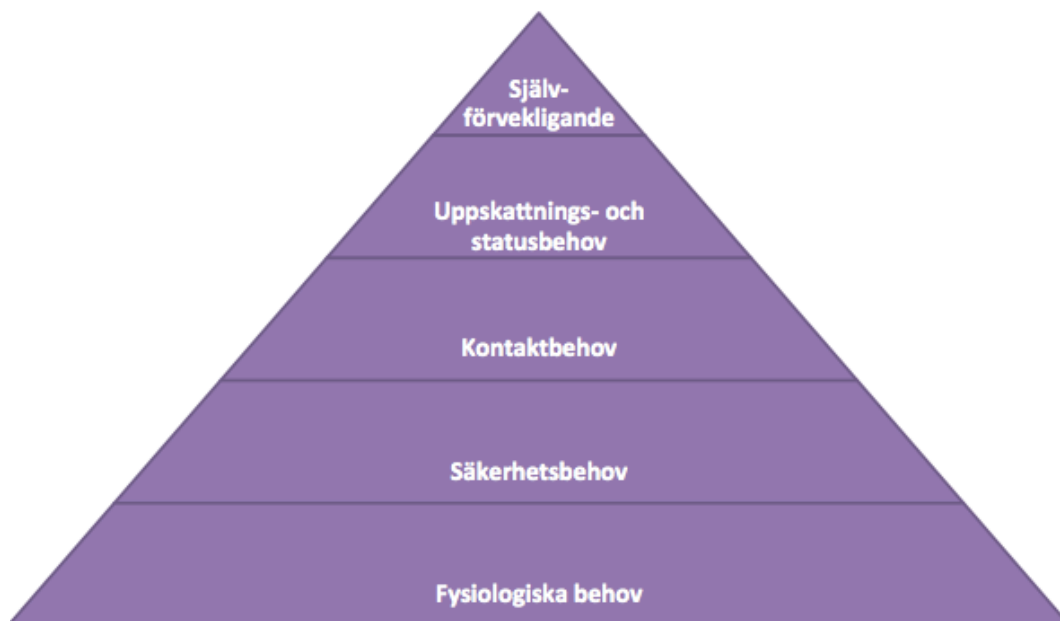 Själv-
förvekligande
Uppskattnings- och
statusbehov
Kontaktbehov
Säkerhetsbehov
Fysiologiska behov